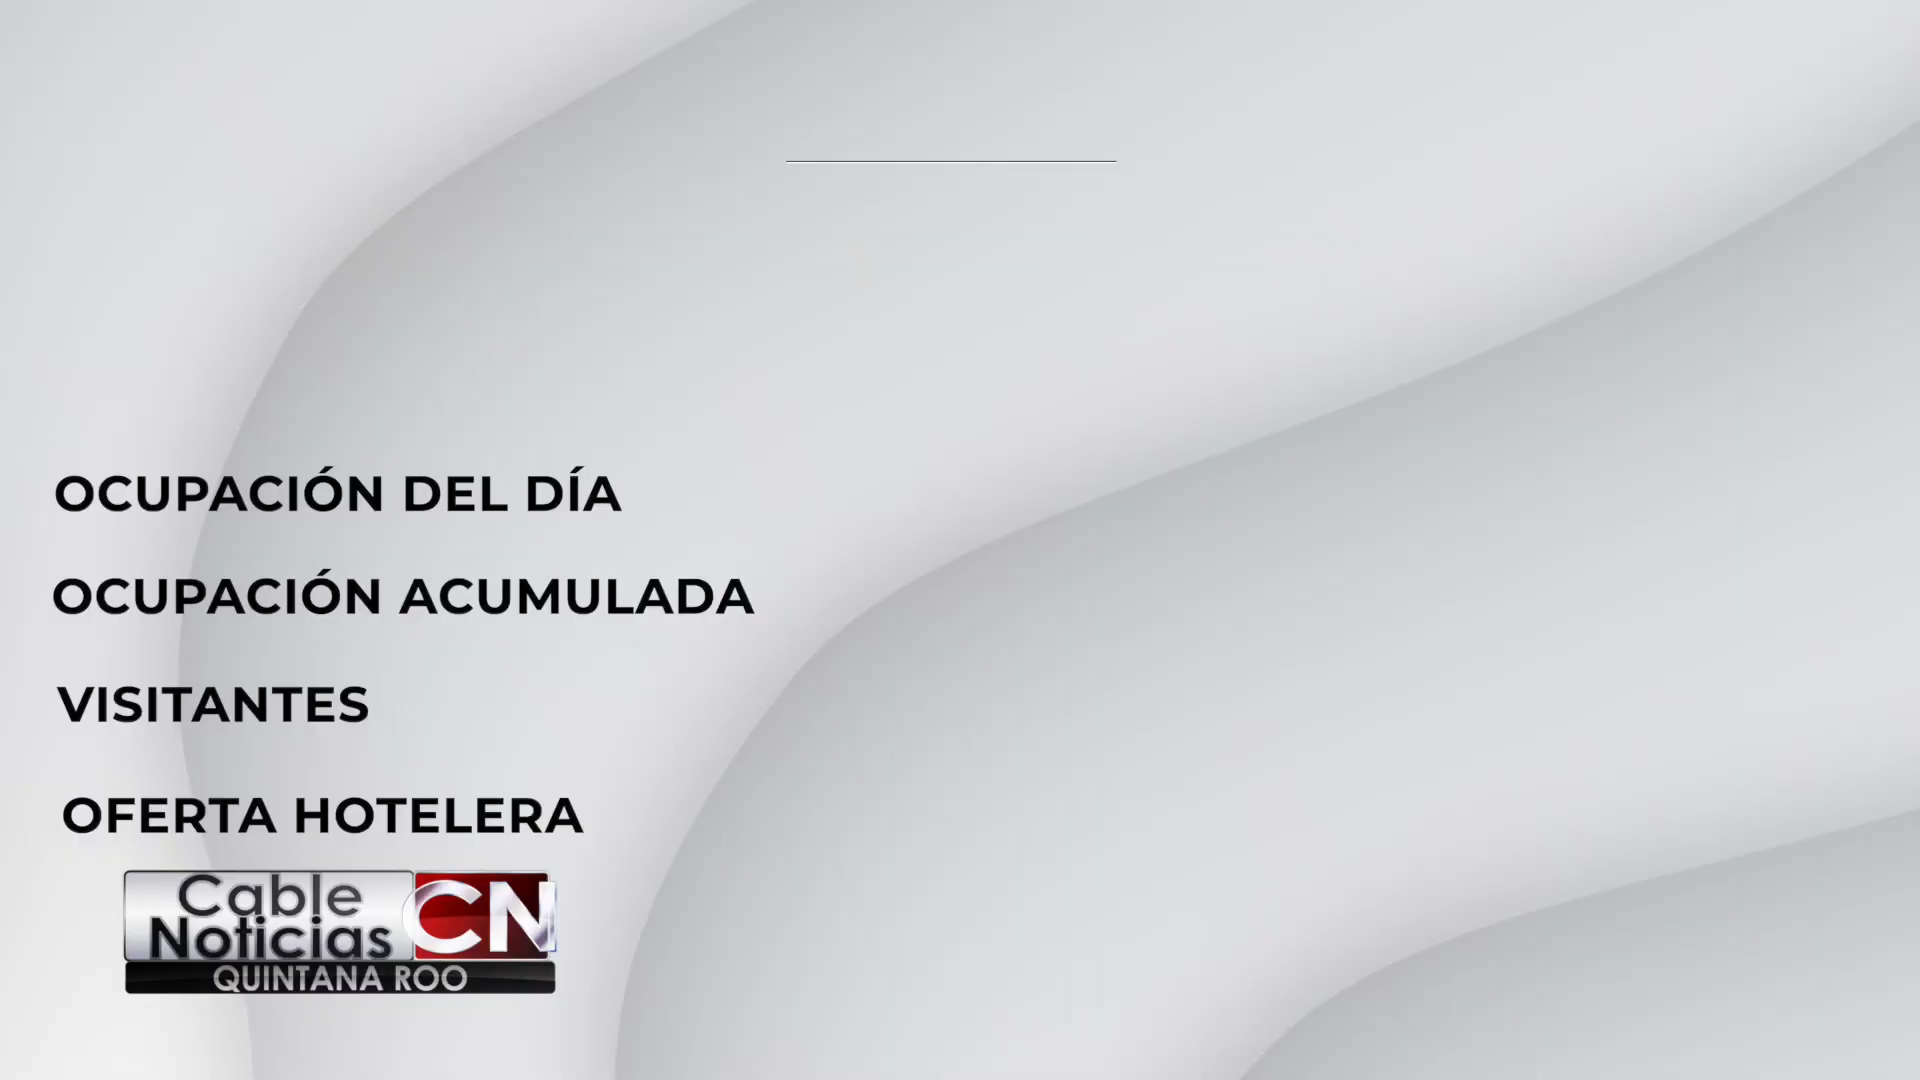 OCUPACIÓN DEL DÍA
OCUPACIÓN ACUMULADA
VISITANTES
OFERTA HOTELERA
Cable
Noticias CN
QUINTANA ROO